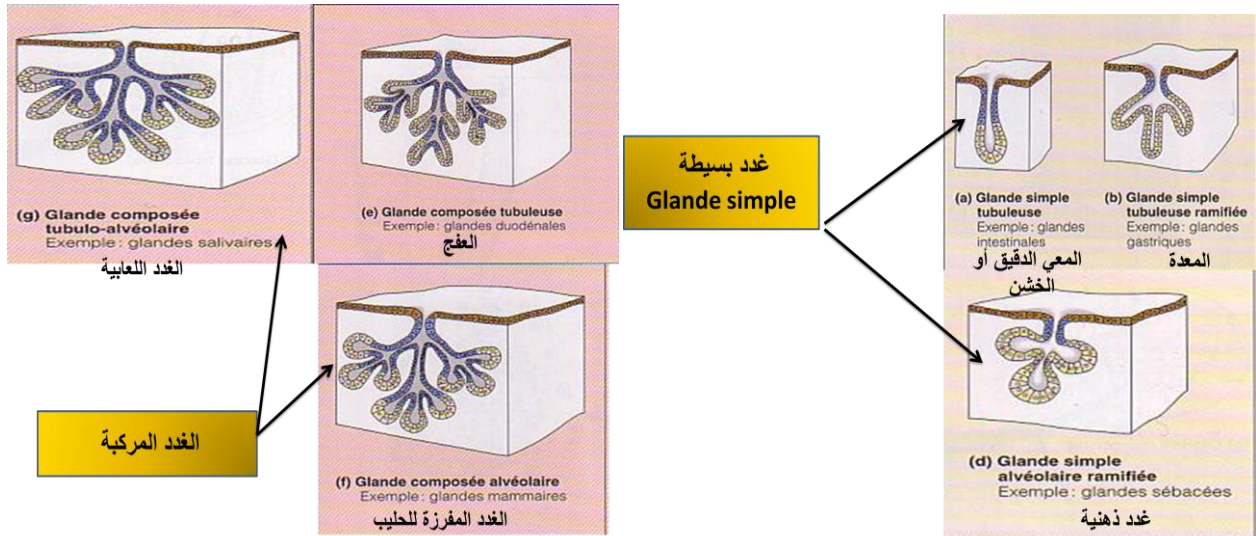 (g) Glande composée
tubulo-alvéolaire
Exemple : glandes salivaires
الغدد اللعابية
(e) Glande composée tubuleuse
Exemple : glandes duodénales
العفج
غدد بسيطة
Glande simple
(a) Glande simple
tubuleuse
Exemple : glandes
intestinales
المعي الدقيق أو
الخشن
(b) Glande simple
tubuleuse ramifiée
Exemple : glandes
gastriques
المعدة
الغدد المركبة
(f) Glande composée alvéolaire
Exemple : glandes mammaires
الغدد المفرزة للحليب
(d) Glande simple
alvéolaire ramifiée
Exemple : glandes sébacées
غدد ذهنية